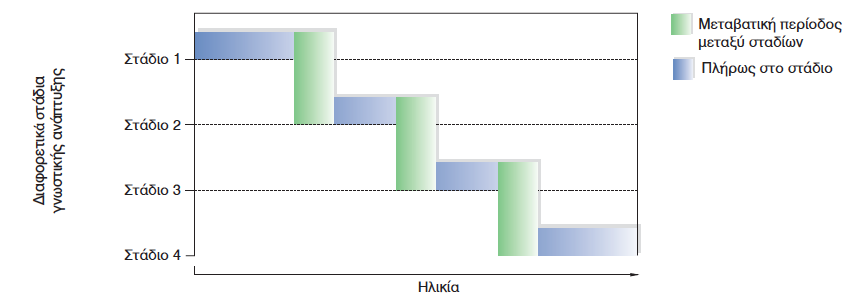 Μεταβατική περίοδος
μεταξύ σταδίων
Πλήρως στο στάδιο
Διαφορετικά στάδια
γνωστικής ανάπτυξης
Στάδιο 1
Στάδιο 2
Στάδιο 3
Στάδιο 4
Ηλικία